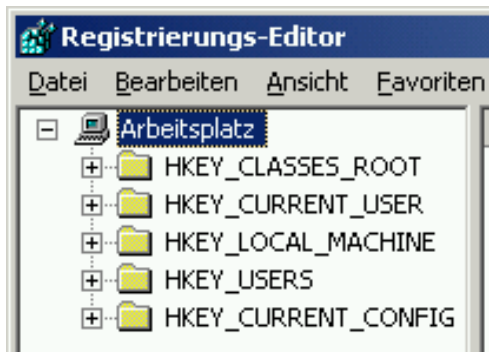 Registrierungs-Editor
Datei Bearbeiten Ansicht Favoriten
Arbeitsplatz
HKEY_CLASSES_ROOT
HKEY_CURRENT_USER
HKEY_LOCAL_MACHINE
HKEY_USERS
HKEY_CURRENT_CONFIG